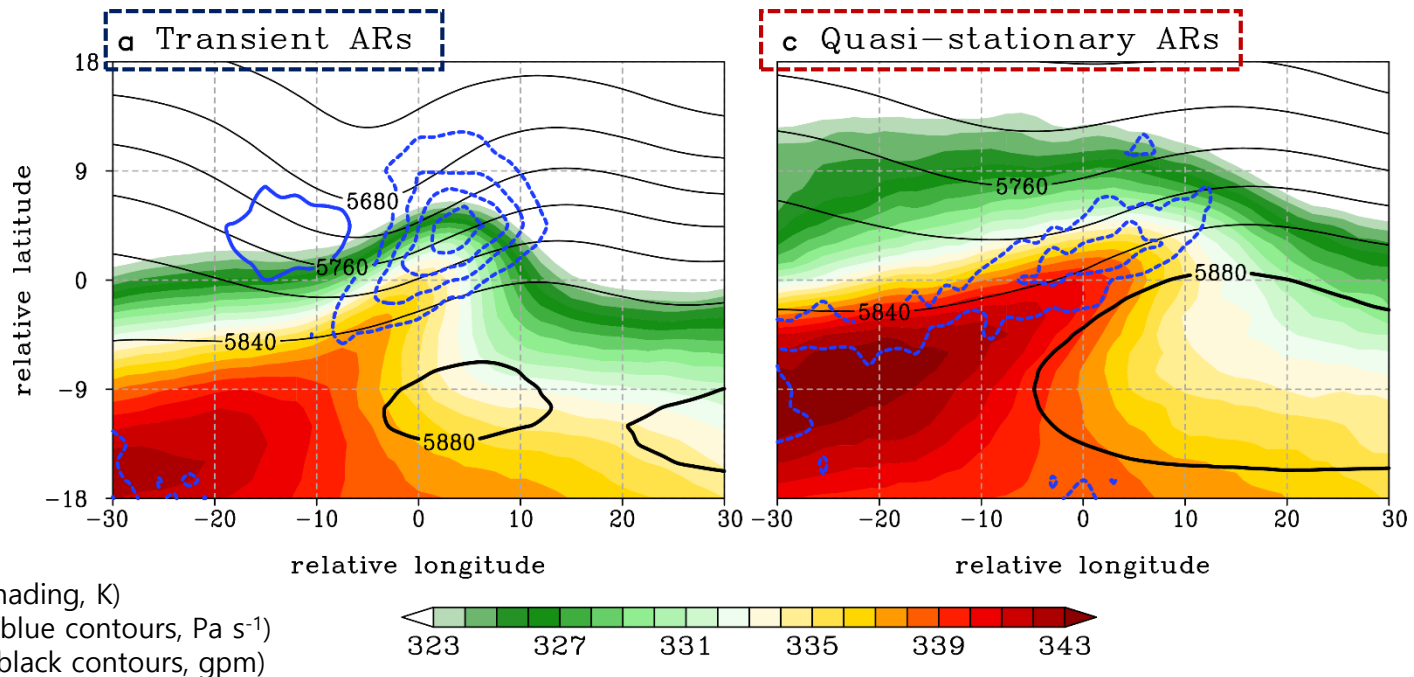 a Transient ARs
c Quasi-stationary ARs
relative latitude
18
9
0
-9
-18
5680
5760
5840
5880
-30 -20 -10 0 10 20 30
relative longitude
5760
5840
5880
-30 -20 -10 0 10 20 30
relative longitude
hading, K)
blue contours, Pa s⁻¹)
black contours, gpm)
323 327 331 335 339 343